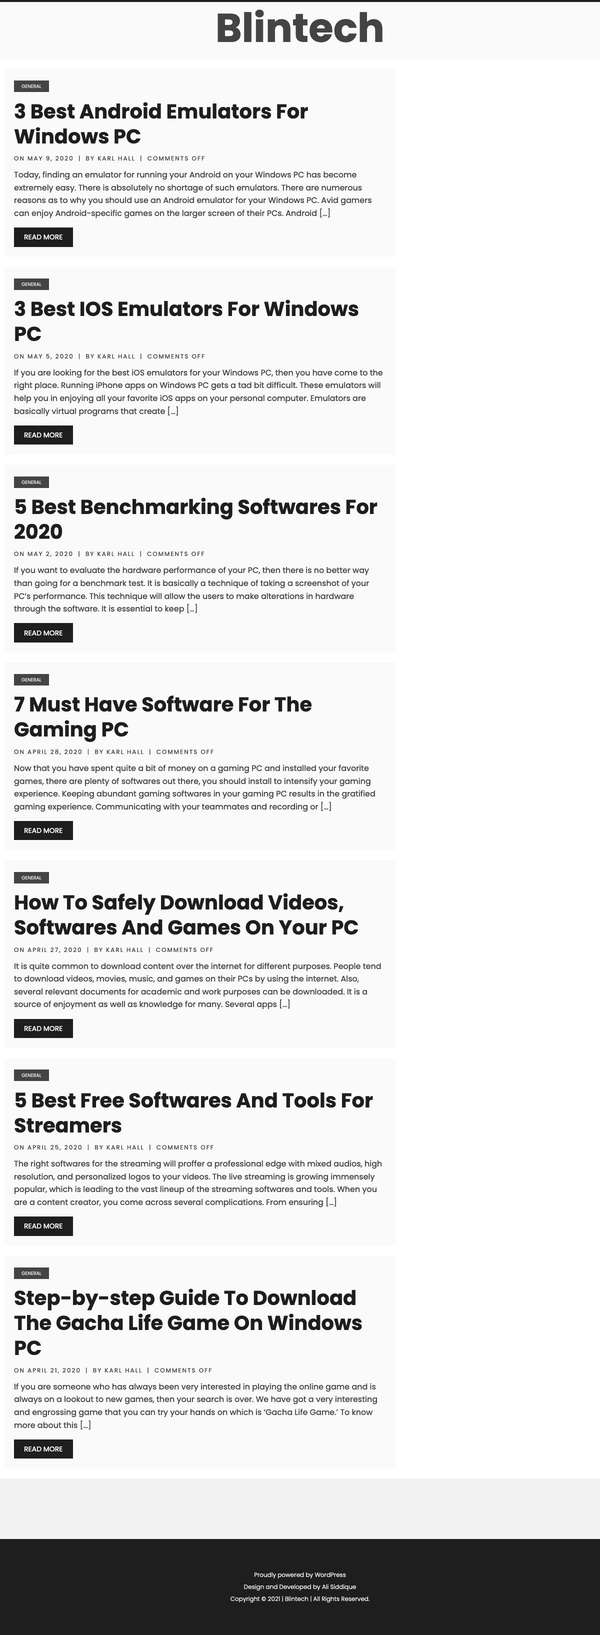 Blintech
GENERAL
3 Best Android Emulators For
Windows PC
ON MAY 9, 2020 | BY KARL HALL | COMMENTS OFF
Today, finding an emulator for running your Android on your Windows PC has become
extremely easy. There is absolutely no shortage of such emulators. There are numerous
reasons as to why you should use an Android emulator for your Windows PC. Avid gamers
can enjoy Android-specific games on the larger screen of their PCs. Android [...]
READ MORE
GENERAL
3 Best IOS Emulators For Windows
PC
ON MAY 5, 2020 | BY KARL HALL | COMMENTS OFF
If you are looking for the best iOS emulators for your Windows PC, then you have come to the
right place. Running iPhone apps on Windows PC gets a tad bit difficult. These emulators will
help you in enjoying all your favorite iOS apps on your personal computer. Emulators are
basically virtual programs that create [...]
READ MORE
GENERAL
5 Best Benchmarking Softwares For
2020
ON MAY 2, 2020 | BY KARL HALL | COMMENTS OFF
If you want to evaluate the hardware performance of your PC, then there is no better way
than going for a benchmark test. It is basically a technique of taking a screenshot of your
PC's performance. This technique will allow the users to make alterations in hardware
through the software. It is essential to keep [...]
READ MORE
GENERAL
7 Must Have Software For The
Gaming PC
ON APRIL 28, 2020 | BY KARL HALL | COMMENTS OFF
Now that you have spent quite a bit of money on a gaming PC and installed your favorite
games, there are plenty of softwares out there, you should install to intensify your gaming
experience. Keeping abundant gaming softwares in your gaming PC results in the gratified
gaming experience. Communicating with your teammates and recording or [...]
READ MORE
GENERAL
How To Safely Download Videos,
Softwares And Games On Your PC
ON APRIL 27, 2020 | BY KARL HALL | COMMENTS OFF
It is quite common to download content over the internet for different purposes. People tend
to download videos, movies, music, and games on their PCs by using the internet. Also,
several relevant documents for academic and work purposes can be downloaded. It is a
source of enjoyment as well as knowledge for many. Several apps [...]
READ MORE
GENERAL
5 Best Free Softwares And Tools For
Streamers
ON APRIL 25, 2020 | BY KARL HALL | COMMENTS OFF
The right softwares for the streaming will proffer a professional edge with mixed audios, high
resolution, and personalized logos to your videos. The live streaming is growing immensely
popular, which is leading to the vast lineup of the streaming softwares and tools. When you
are a content creator, you come across several complications. From ensuring [...]
READ MORE
GENERAL
Step-by-step Guide To Download
The Gacha Life Game On Windows
PC
ON APRIL 21, 2020 | BY KARL HALL | COMMENTS OFF
If you are someone who has always been very interested in playing the online game and is
always on a lookout to new games, then your search is over. We have got a very interesting
and engrossing game that you can try your hands on which is 'Gacha Life Game.' To know
more about this [...]
READ MORE
Proudly powered by WordPress
Design and Developed by Ali Siddique
Copyright © 2021 | Blintech | All Rights Reserved.